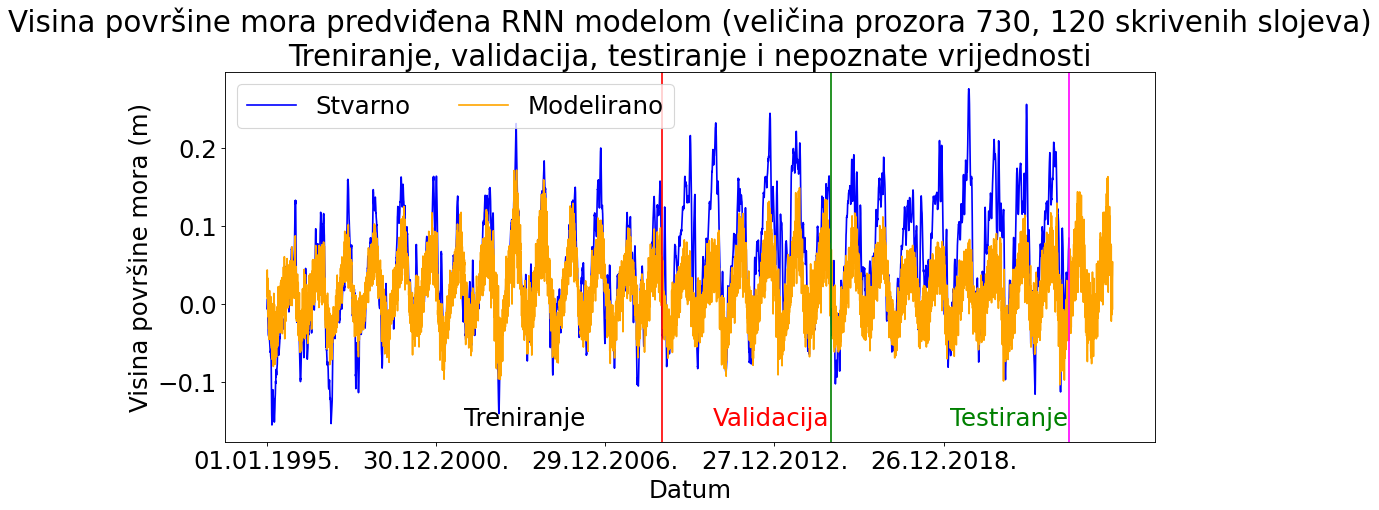 Visina površine mora predviđena RNN modelom (veličina prozora 730, 120 skrivenih slojeva)
Treniranje, validacija, testiranje i nepoznate vrijednosti
Stvarno Modelirano
Visina površine mora (m)
0.2
0.1
0.0
−0.1
Treniranje Validacija Testiranje
01.01.1995. 30.12.2000. 29.12.2006. 27.12.2012. 26.12.2018.
Datum